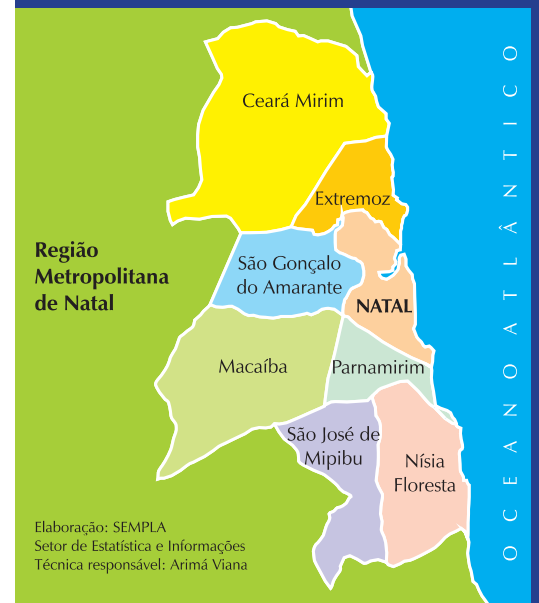 Ceará Mirim
Extremoz
Região
Metropolitana
de Natal
São Gonçalo
do Amarante
NATAL
Macaíba
Parnamirim
São José de
Mipibu
Nísia
Floresta
OCEANO ATLÂNTICO
Elaboração: SEMPLA
Setor de Estatística e Informações
Técnica responsável: Arimá Viana